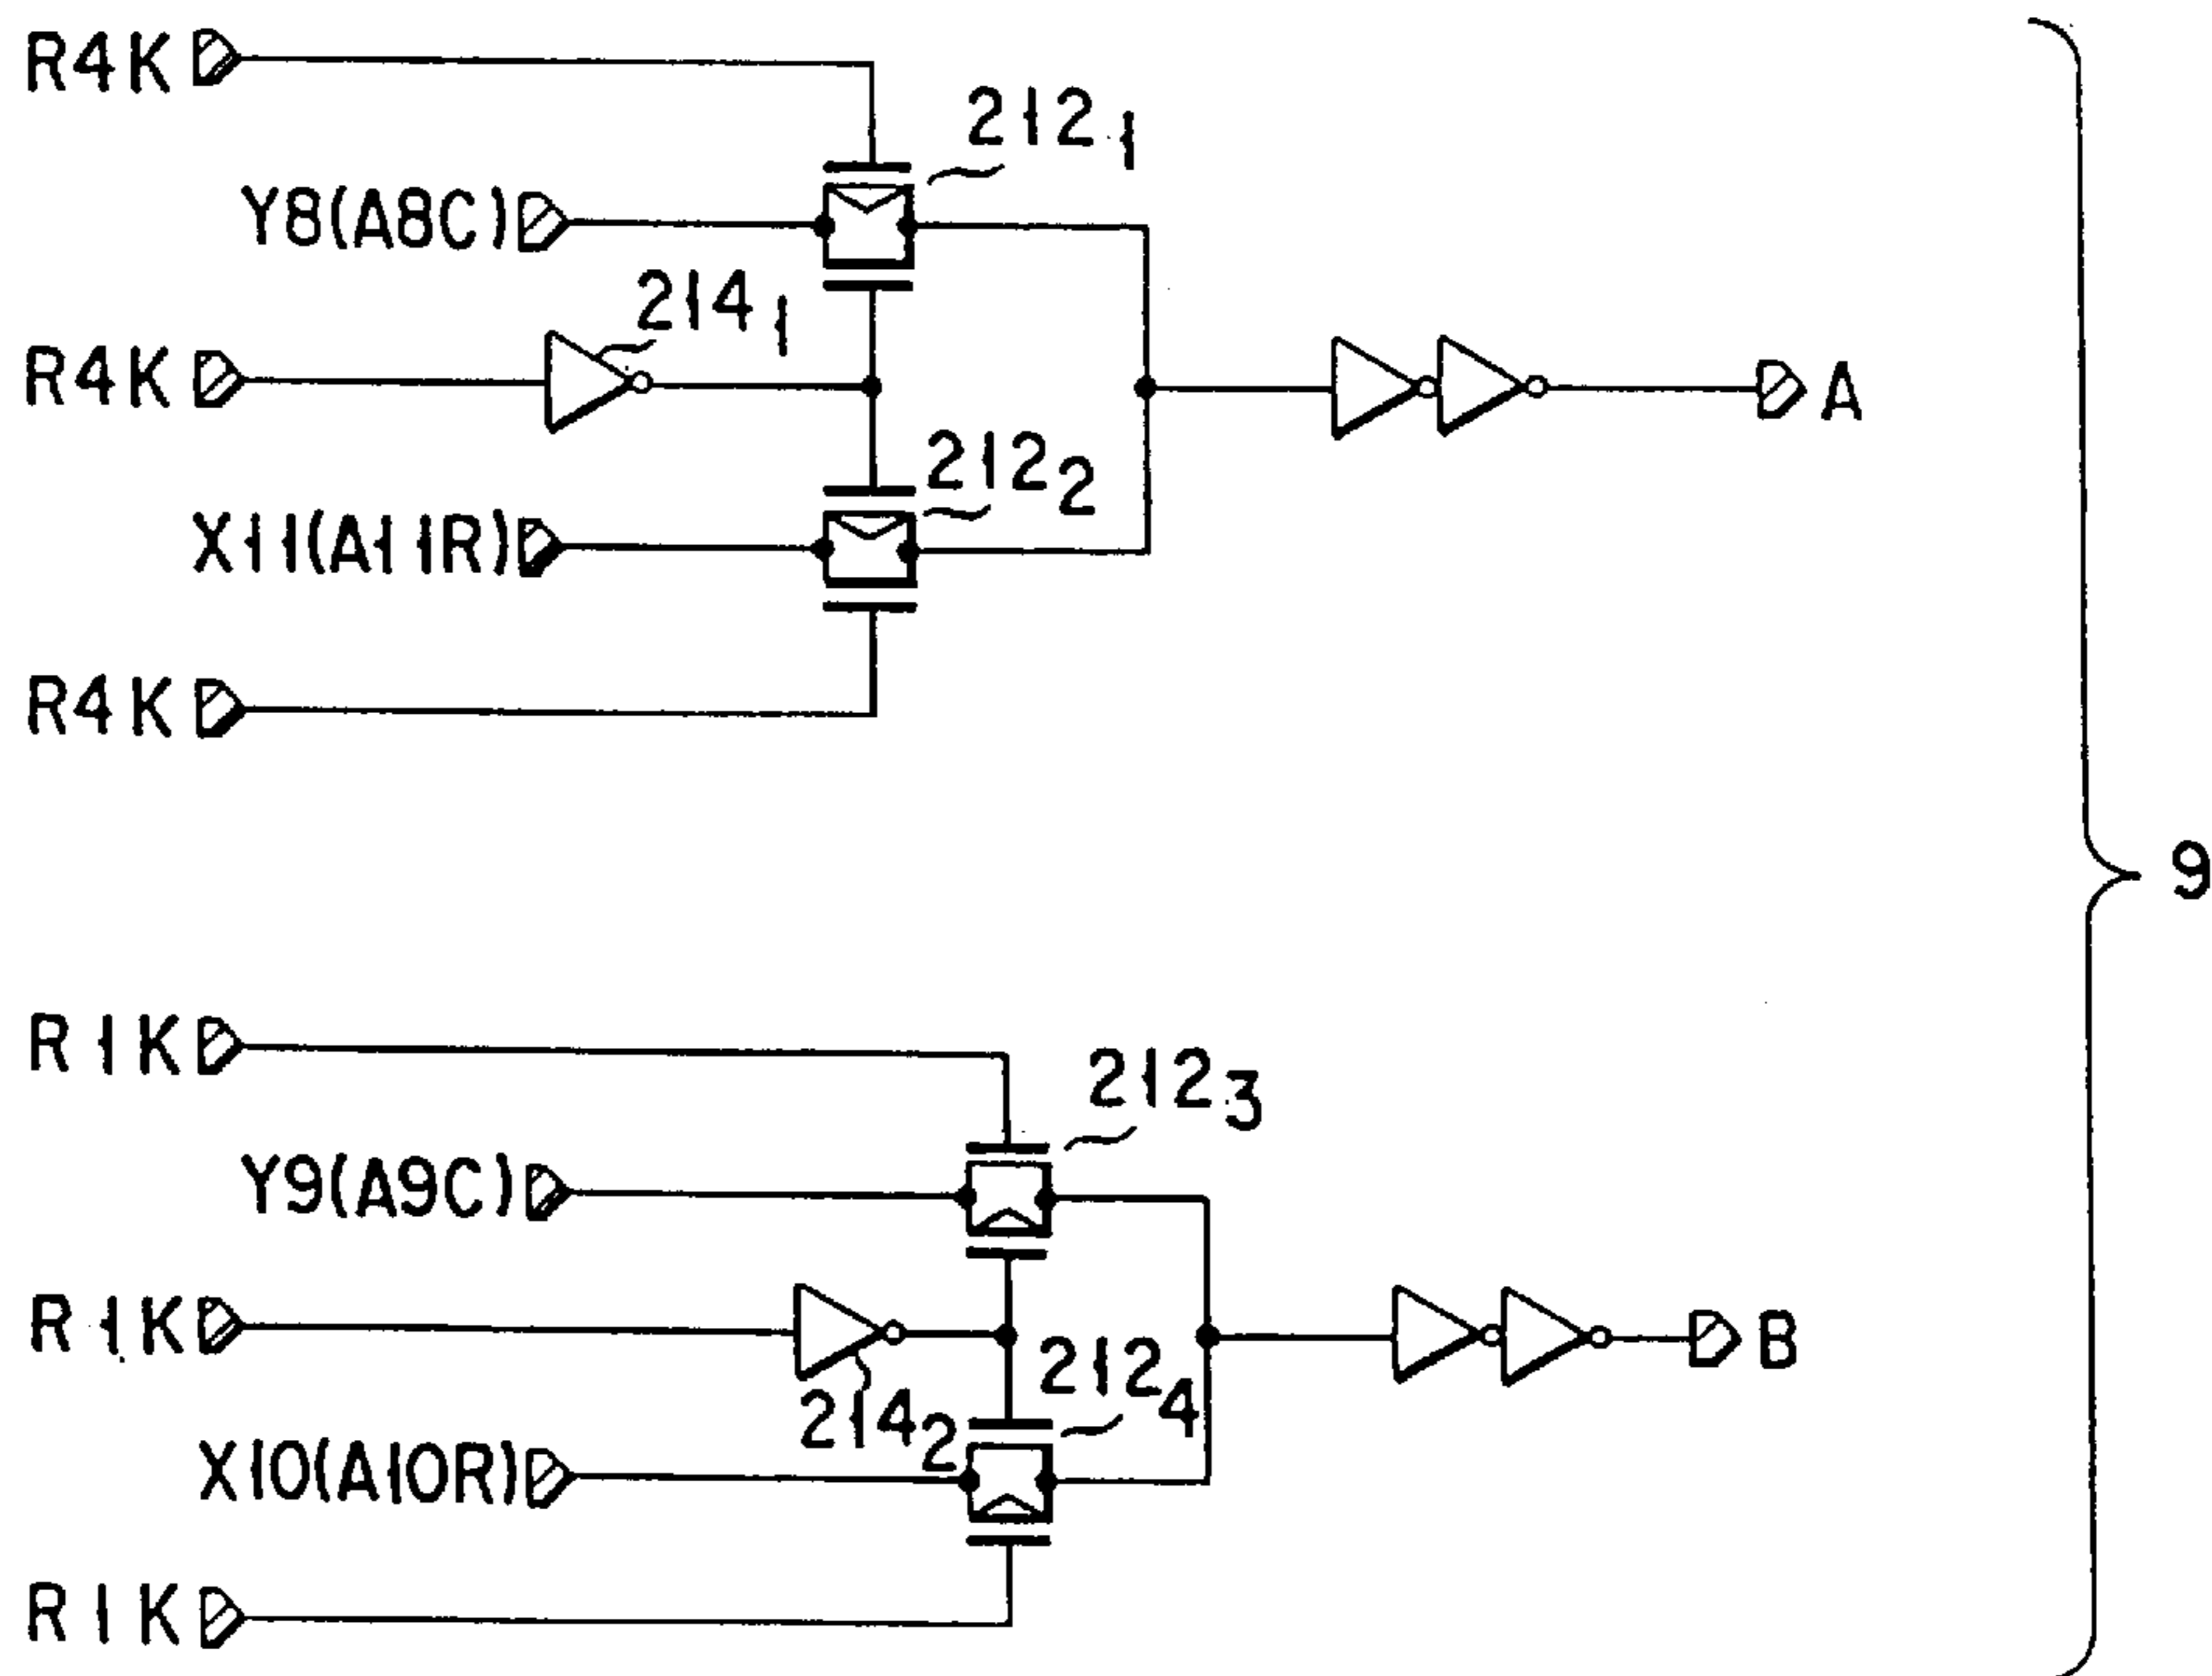 R4K
212₁
Y8(A8C)
214₁
R4K
A
212₂
X11(A11R)
R4K
9
R1K
212₃
Y9(A9C)
R1K
B
212₄
214₂
X10(A10R)
R1K